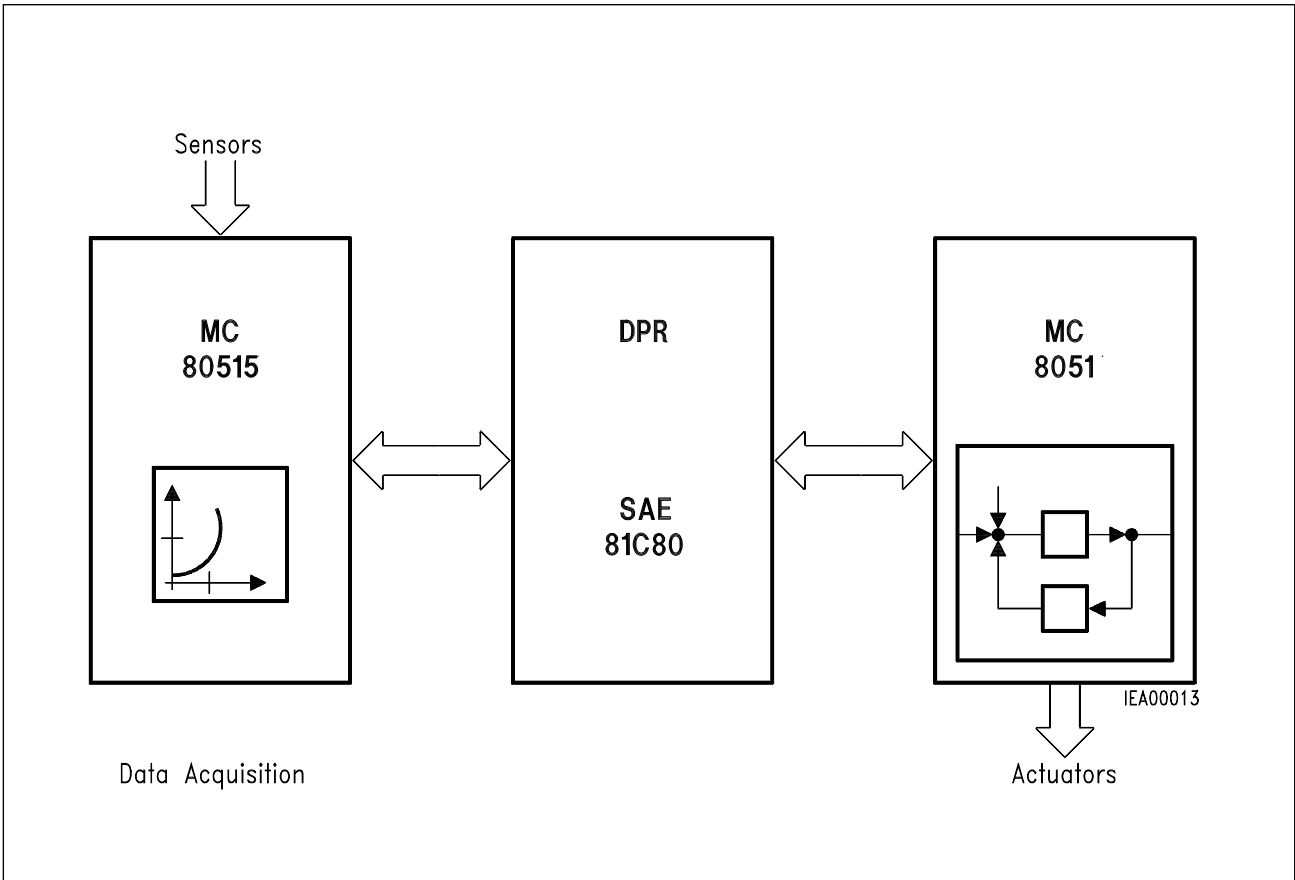 Sensors
MC
80515
DPR
SAE
81C80
MC
8051
IEA00013
Data Acquisition
Actuators